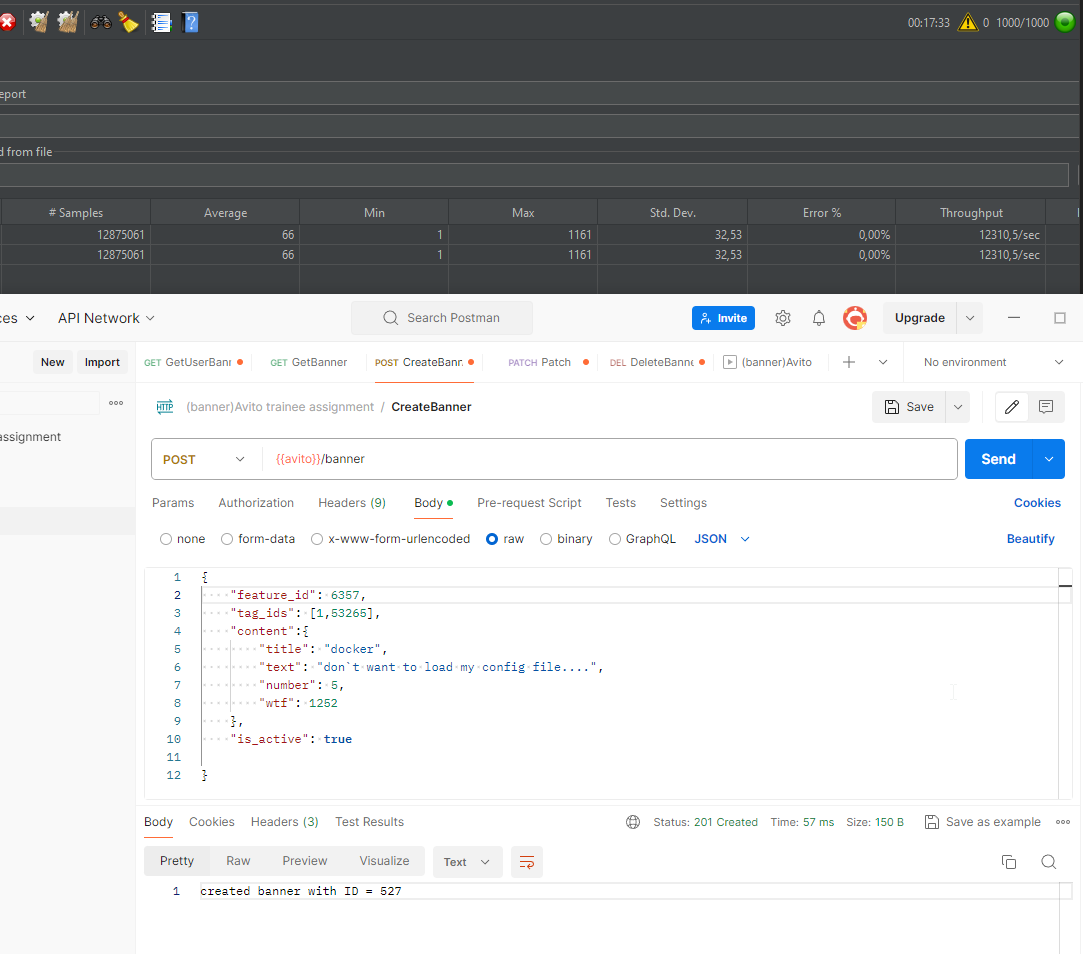 00:17:33 0 1000/1000
eport
d from file
# Samples Average Min Max Std. Dev. Error % Throughput
12875061 66 1 1161 32,53 0,00% 12310,5/sec
12875061 66 1 1161 32,53 0,00% 12310,5/sec
ces API Network Search Postman Invite Upgrade
New Import GET GetUserBann GET GetBanner POST CreateBann PATCH Patch DEL DeleteBanne (banner)Avito No environment
HTTP (banner)Avito trainee assignment / CreateBanner Save
assignment
POST {{avito}}/banner Send
Params Authorization Headers (9) Body Pre-request Script Tests Settings Cookies
none form-data x-www-form-urlencoded raw binary GraphQL JSON Beautify
1 {
2 "feature_id": 6357,
3 "tag_ids": [1,53265],
4 "content":{
5 "title": "docker",
6 "text": "don`t want to load my config file....",
7 "number": 5,
8 "wtf": 1252
9 },
10 "is_active": true
11
12 }
Body Cookies Headers (3) Test Results Status: 201 Created Time: 57 ms Size: 150 B Save as example
Pretty Raw Preview Visualize Text
1 created banner with ID = 527